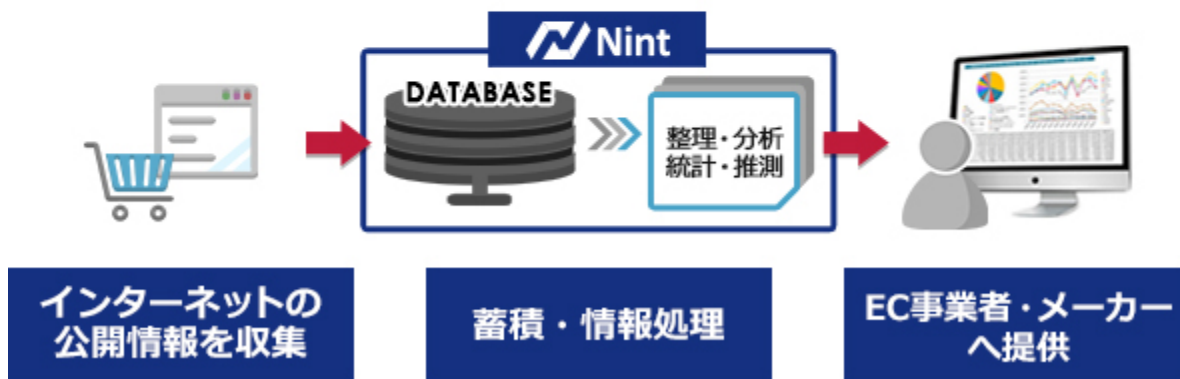 Nint
DATABASE
整理・分析
統計・推測
インターネットの
公開情報を収集
蓄積・情報処理
EC事業者・メーカー
へ提供